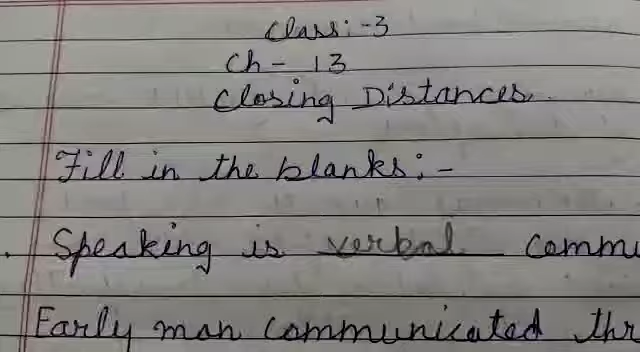 Class:-3
Ch- 13
Closing Distances.
Fill in the blanks:-
. Speaking is verbal commu
Early man communicated thr